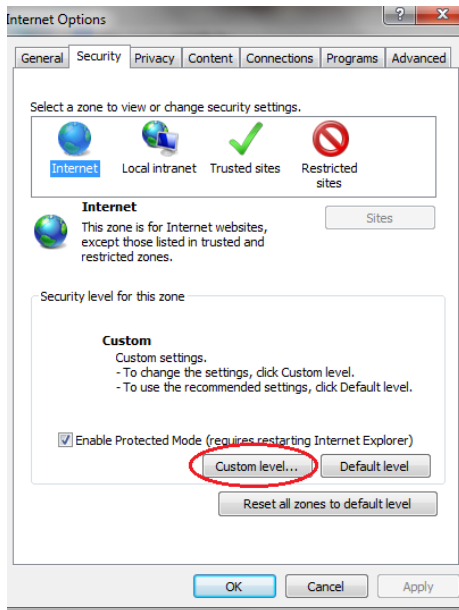 Internet Options
General Security Privacy Content Connections Programs Advanced
Select a zone to view or change security settings.
Internet Local intranet Trusted sites Restricted
sites
Internet
Sites
This zone is for Internet websites,
except those listed in trusted and
restricted zones.
Security level for this zone
Custom
Custom settings.
- To change the settings, click Custom level.
- To use the recommended settings, click Default level.
Enable Protected Mode (requires restarting Internet Explorer)
Custom level... Default level
Reset all zones to default level
OK Cancel Apply